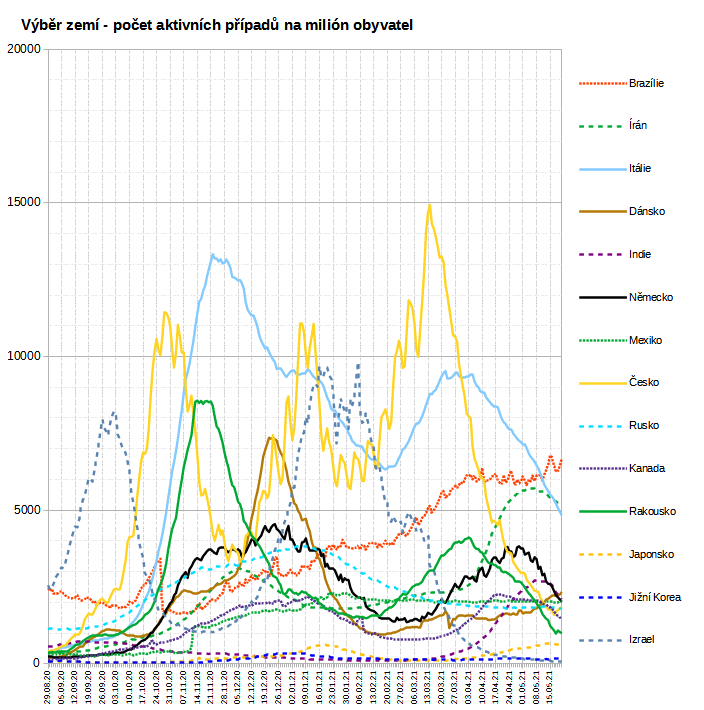 Výběr zemí - počet aktivních případů na milión obyvatel
20000
15000
10000
5000
0
Brazílie
Írán
Itálie
Dánsko
Indie
Německo
Mexiko
Česko
Rusko
Kanada
Rakousko
Japonsko
Jižní Korea
Izrael
29.08.20
05.09.20
12.09.20
19.09.20
26.09.20
03.10.20
10.10.20
17.10.20
24.10.20
31.10.20
07.11.20
14.11.20
21.11.20
28.11.20
05.12.20
12.12.20
19.12.20
26.12.20
02.01.21
09.01.21
16.01.21
23.01.21
30.01.21
06.02.21
13.02.21
20.02.21
27.02.21
06.03.21
13.03.21
20.03.21
27.03.21
03.04.21
10.04.21
17.04.21
24.04.21
01.05.21
08.05.21
15.05.21